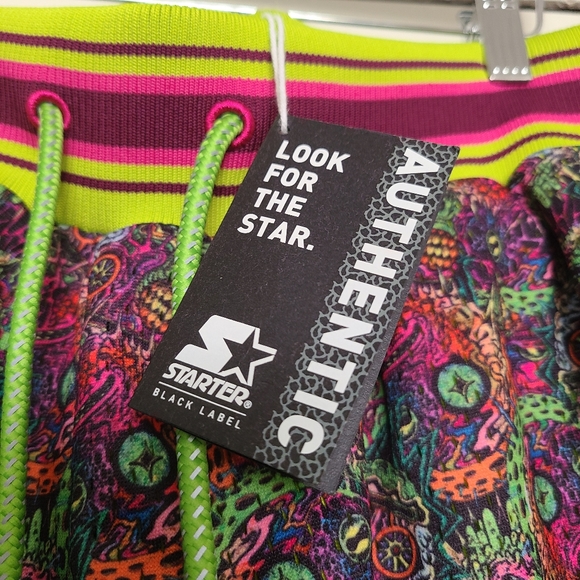 LOOK
FOR
THE
STAR.
AUTHENTIC
STARTER®
BLACK LABEL